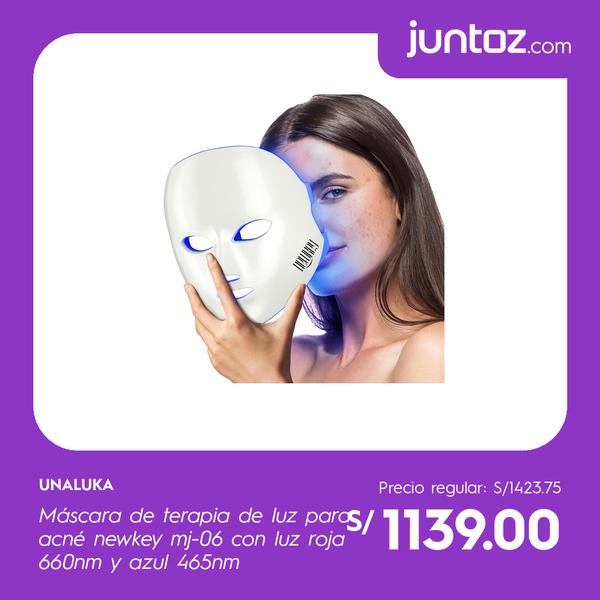 juntoz.com
UNALUKA
Máscara de terapia de luz para
acné newkey mj-06 con luz roja
660nm y azul 465nm
Precio regular: S/1423.75
S/ 1139.00